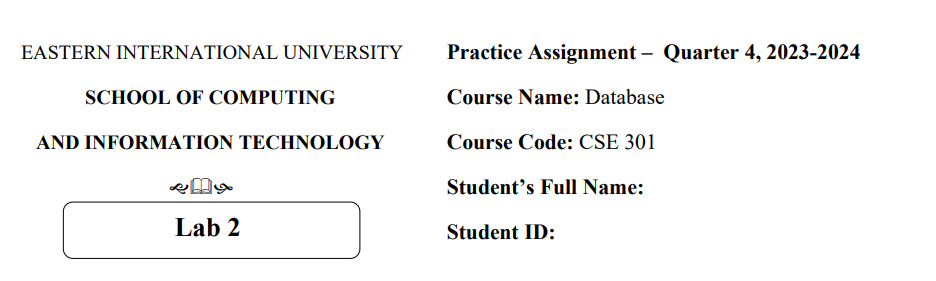 EASTERN INTERNATIONAL UNIVERSITY
SCHOOL OF COMPUTING
AND INFORMATION TECHNOLOGY
Lab 2
Practice Assignment – Quarter 4, 2023-2024
Course Name: Database
Course Code: CSE 301
Student’s Full Name:
Student ID: